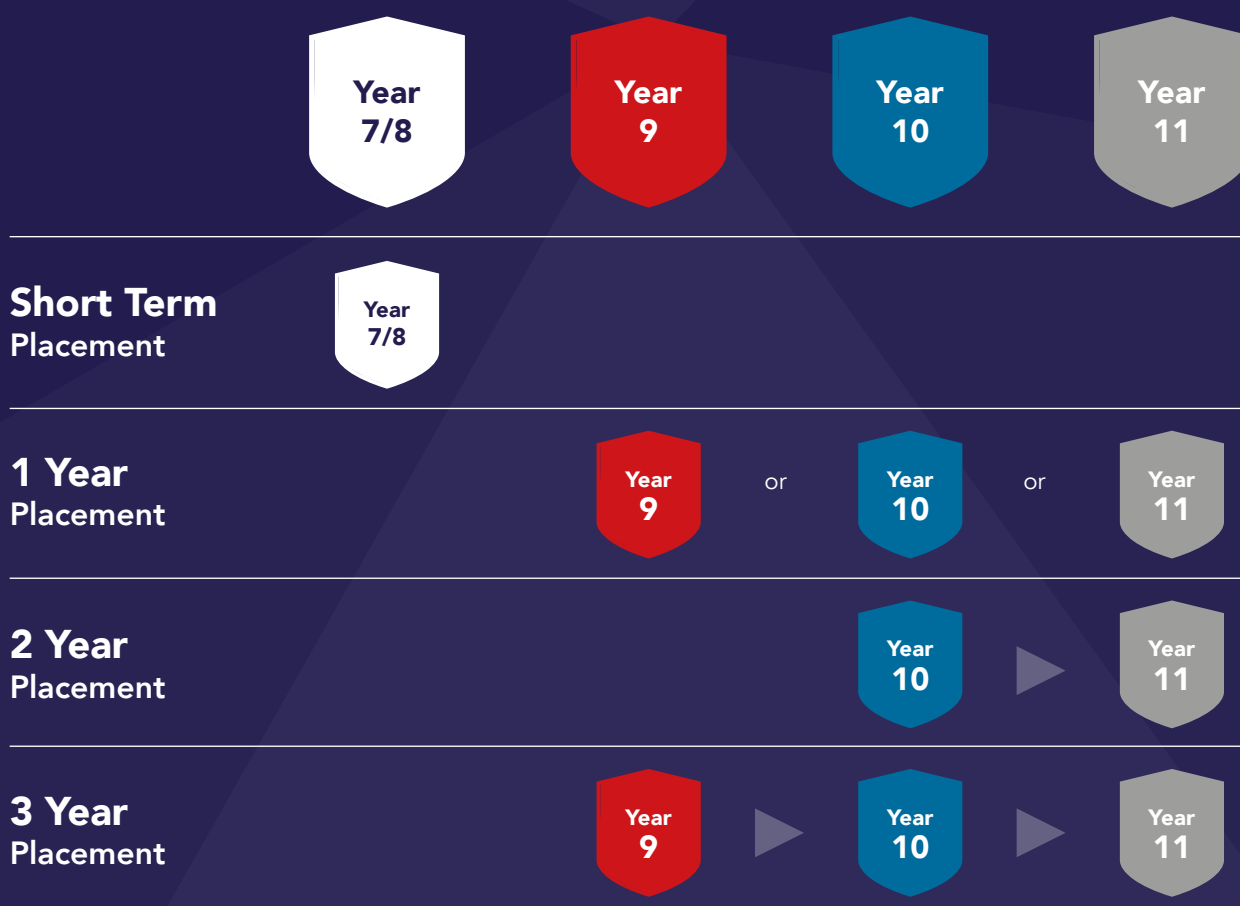 Year
7/8
Year
9
Year
10
Year
11
Short Term
Placement
Year
7/8
1 Year
Placement
Year
9
or
Year
10
or
Year
11
2 Year
Placement
Year
10
Year
11
3 Year
Placement
Year
9
Year
10
Year
11